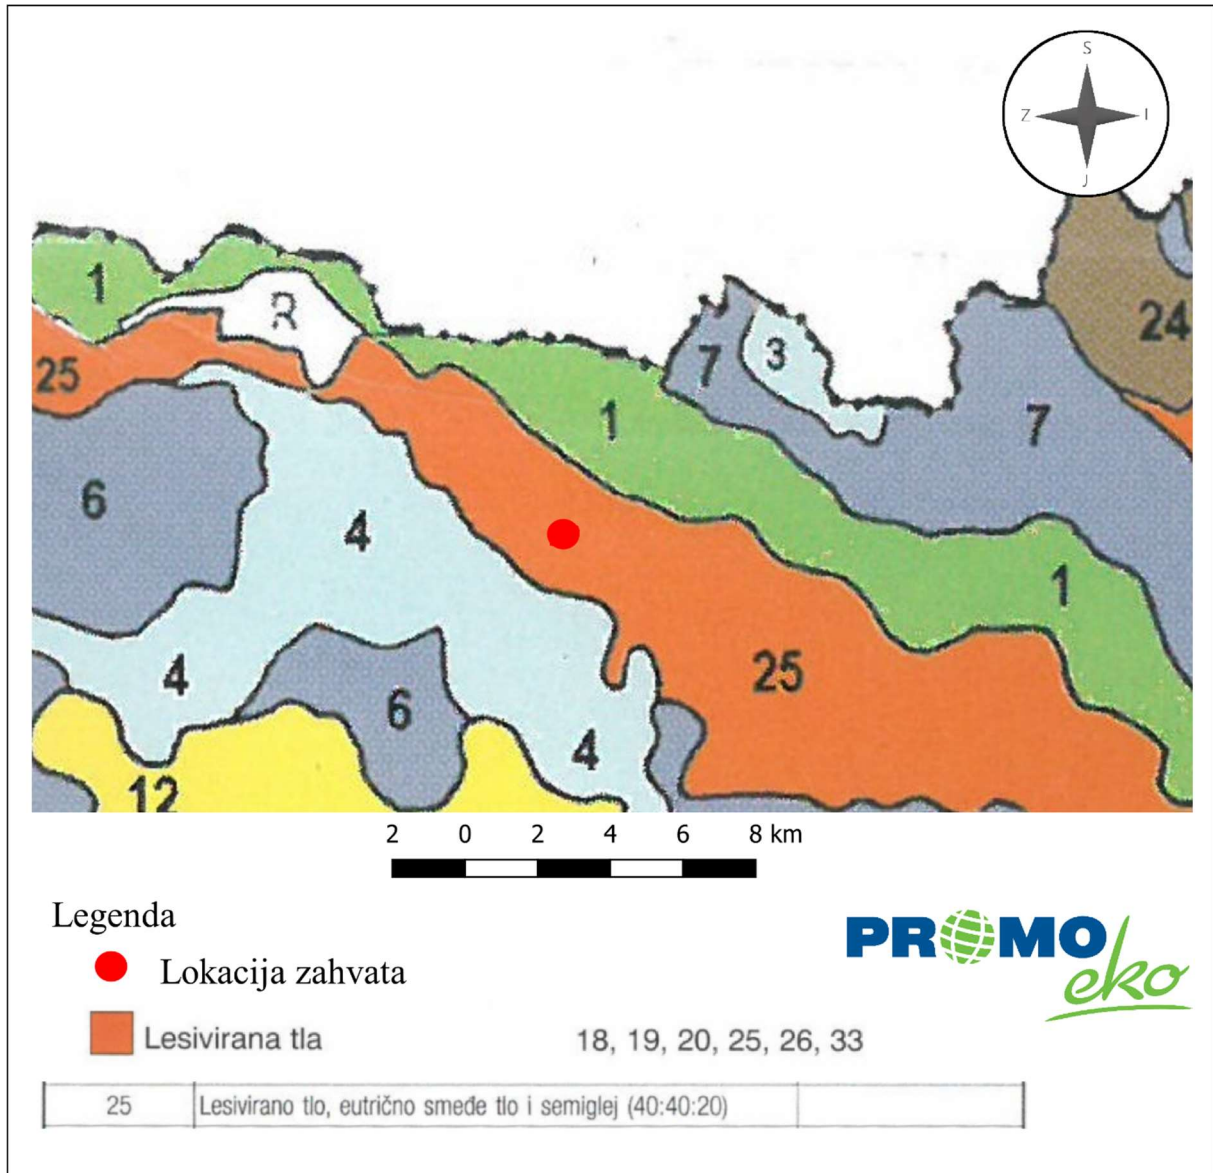 S
Z I
J
1
24
25
7 3
1 7
6
4
1
25
4
6
4
12
2 0 2 4 6 8 km
Legenda
Lokacija zahvata
PROMO
eko
Lesivirana tla 18, 19, 20, 25, 26, 33
25 Lesivirano tlo, eutrično smeđe tlo i semiglej (40:40:20)